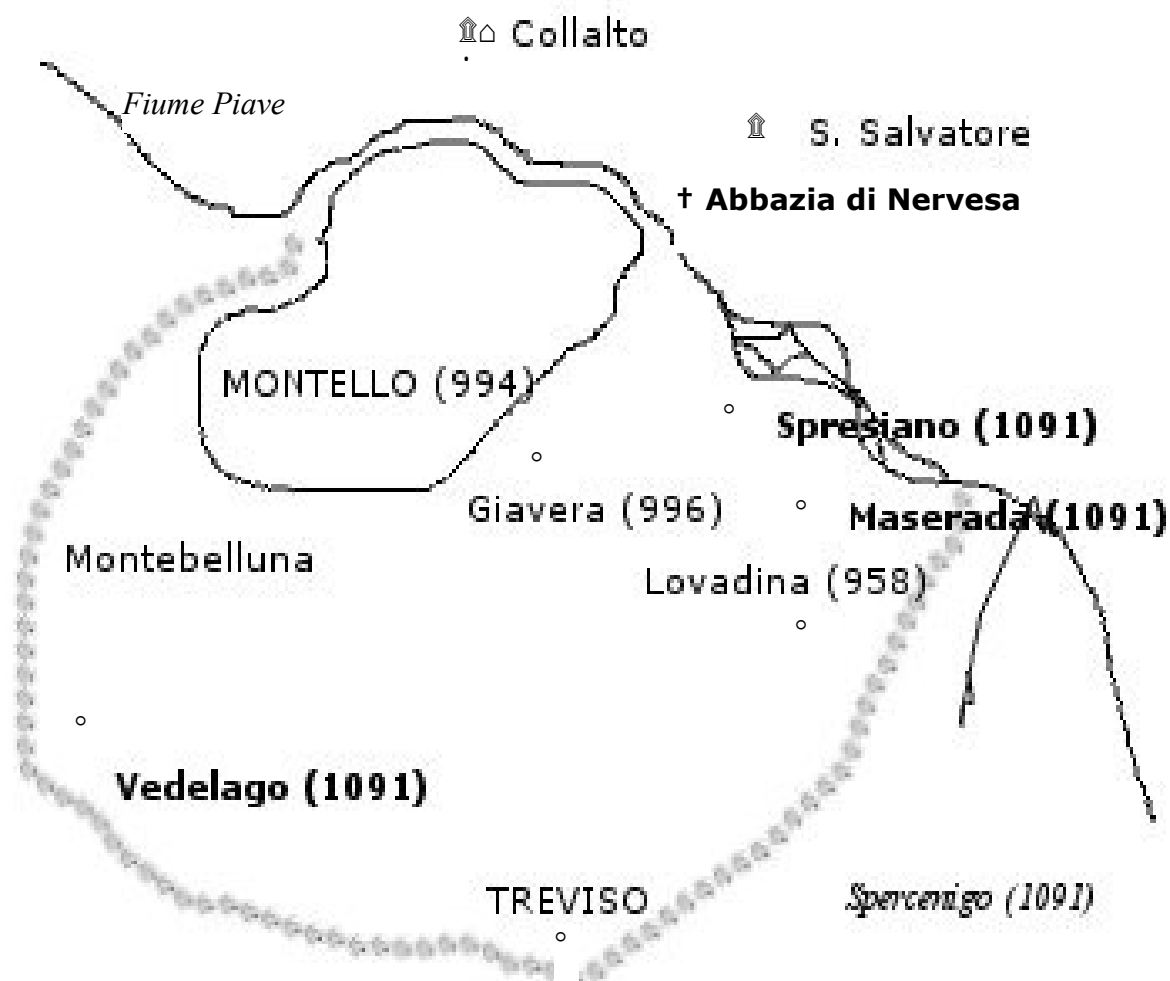 Collalto
Fiume Piave
S. Salvatore
† Abbazia di Nervesa
MONTELLO (994)
Spresiano (1091)
Giavera (996)
Maserada (1091)
Montebelluna
Lovadina (958)
Vedelago (1091)
TREVISO
Spercenigo (1091)